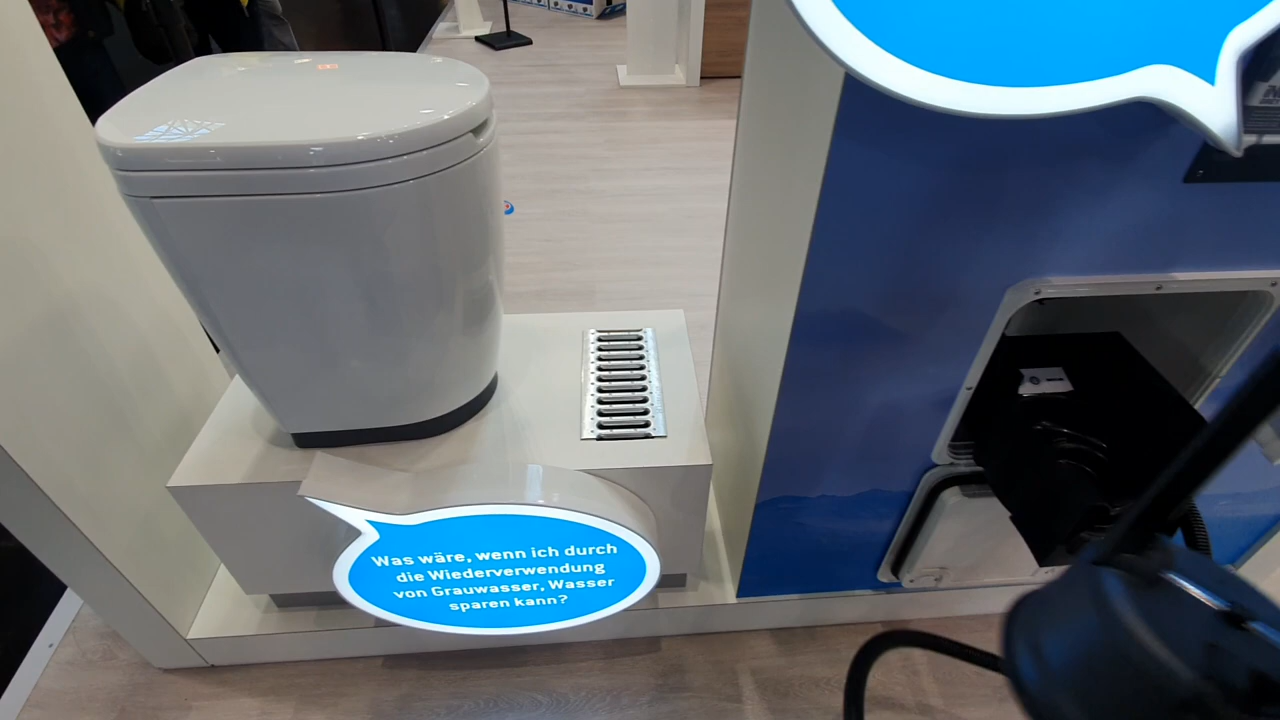 Was wäre, wenn ich durch
die Wiederverwendung
von Grauwasser, Wasser
sparen kann?